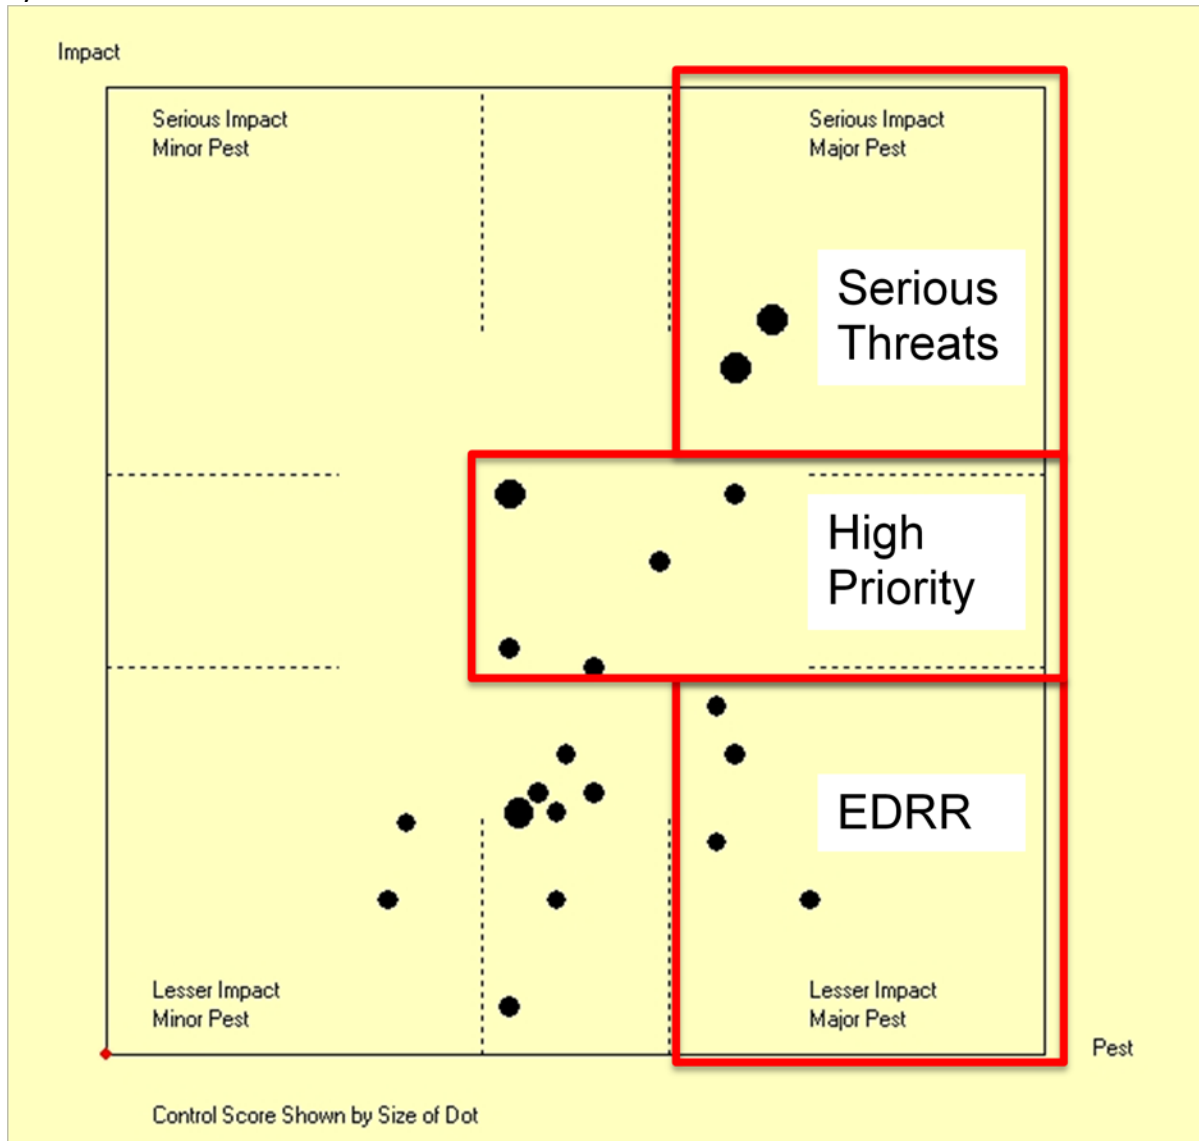 Impact
Serious Impact
Minor Pest
Serious Impact
Major Pest
Serious
Threats
High
Priority
EDRR
Lesser Impact
Minor Pest
Lesser Impact
Major Pest
Pest
Control Score Shown by Size of Dot